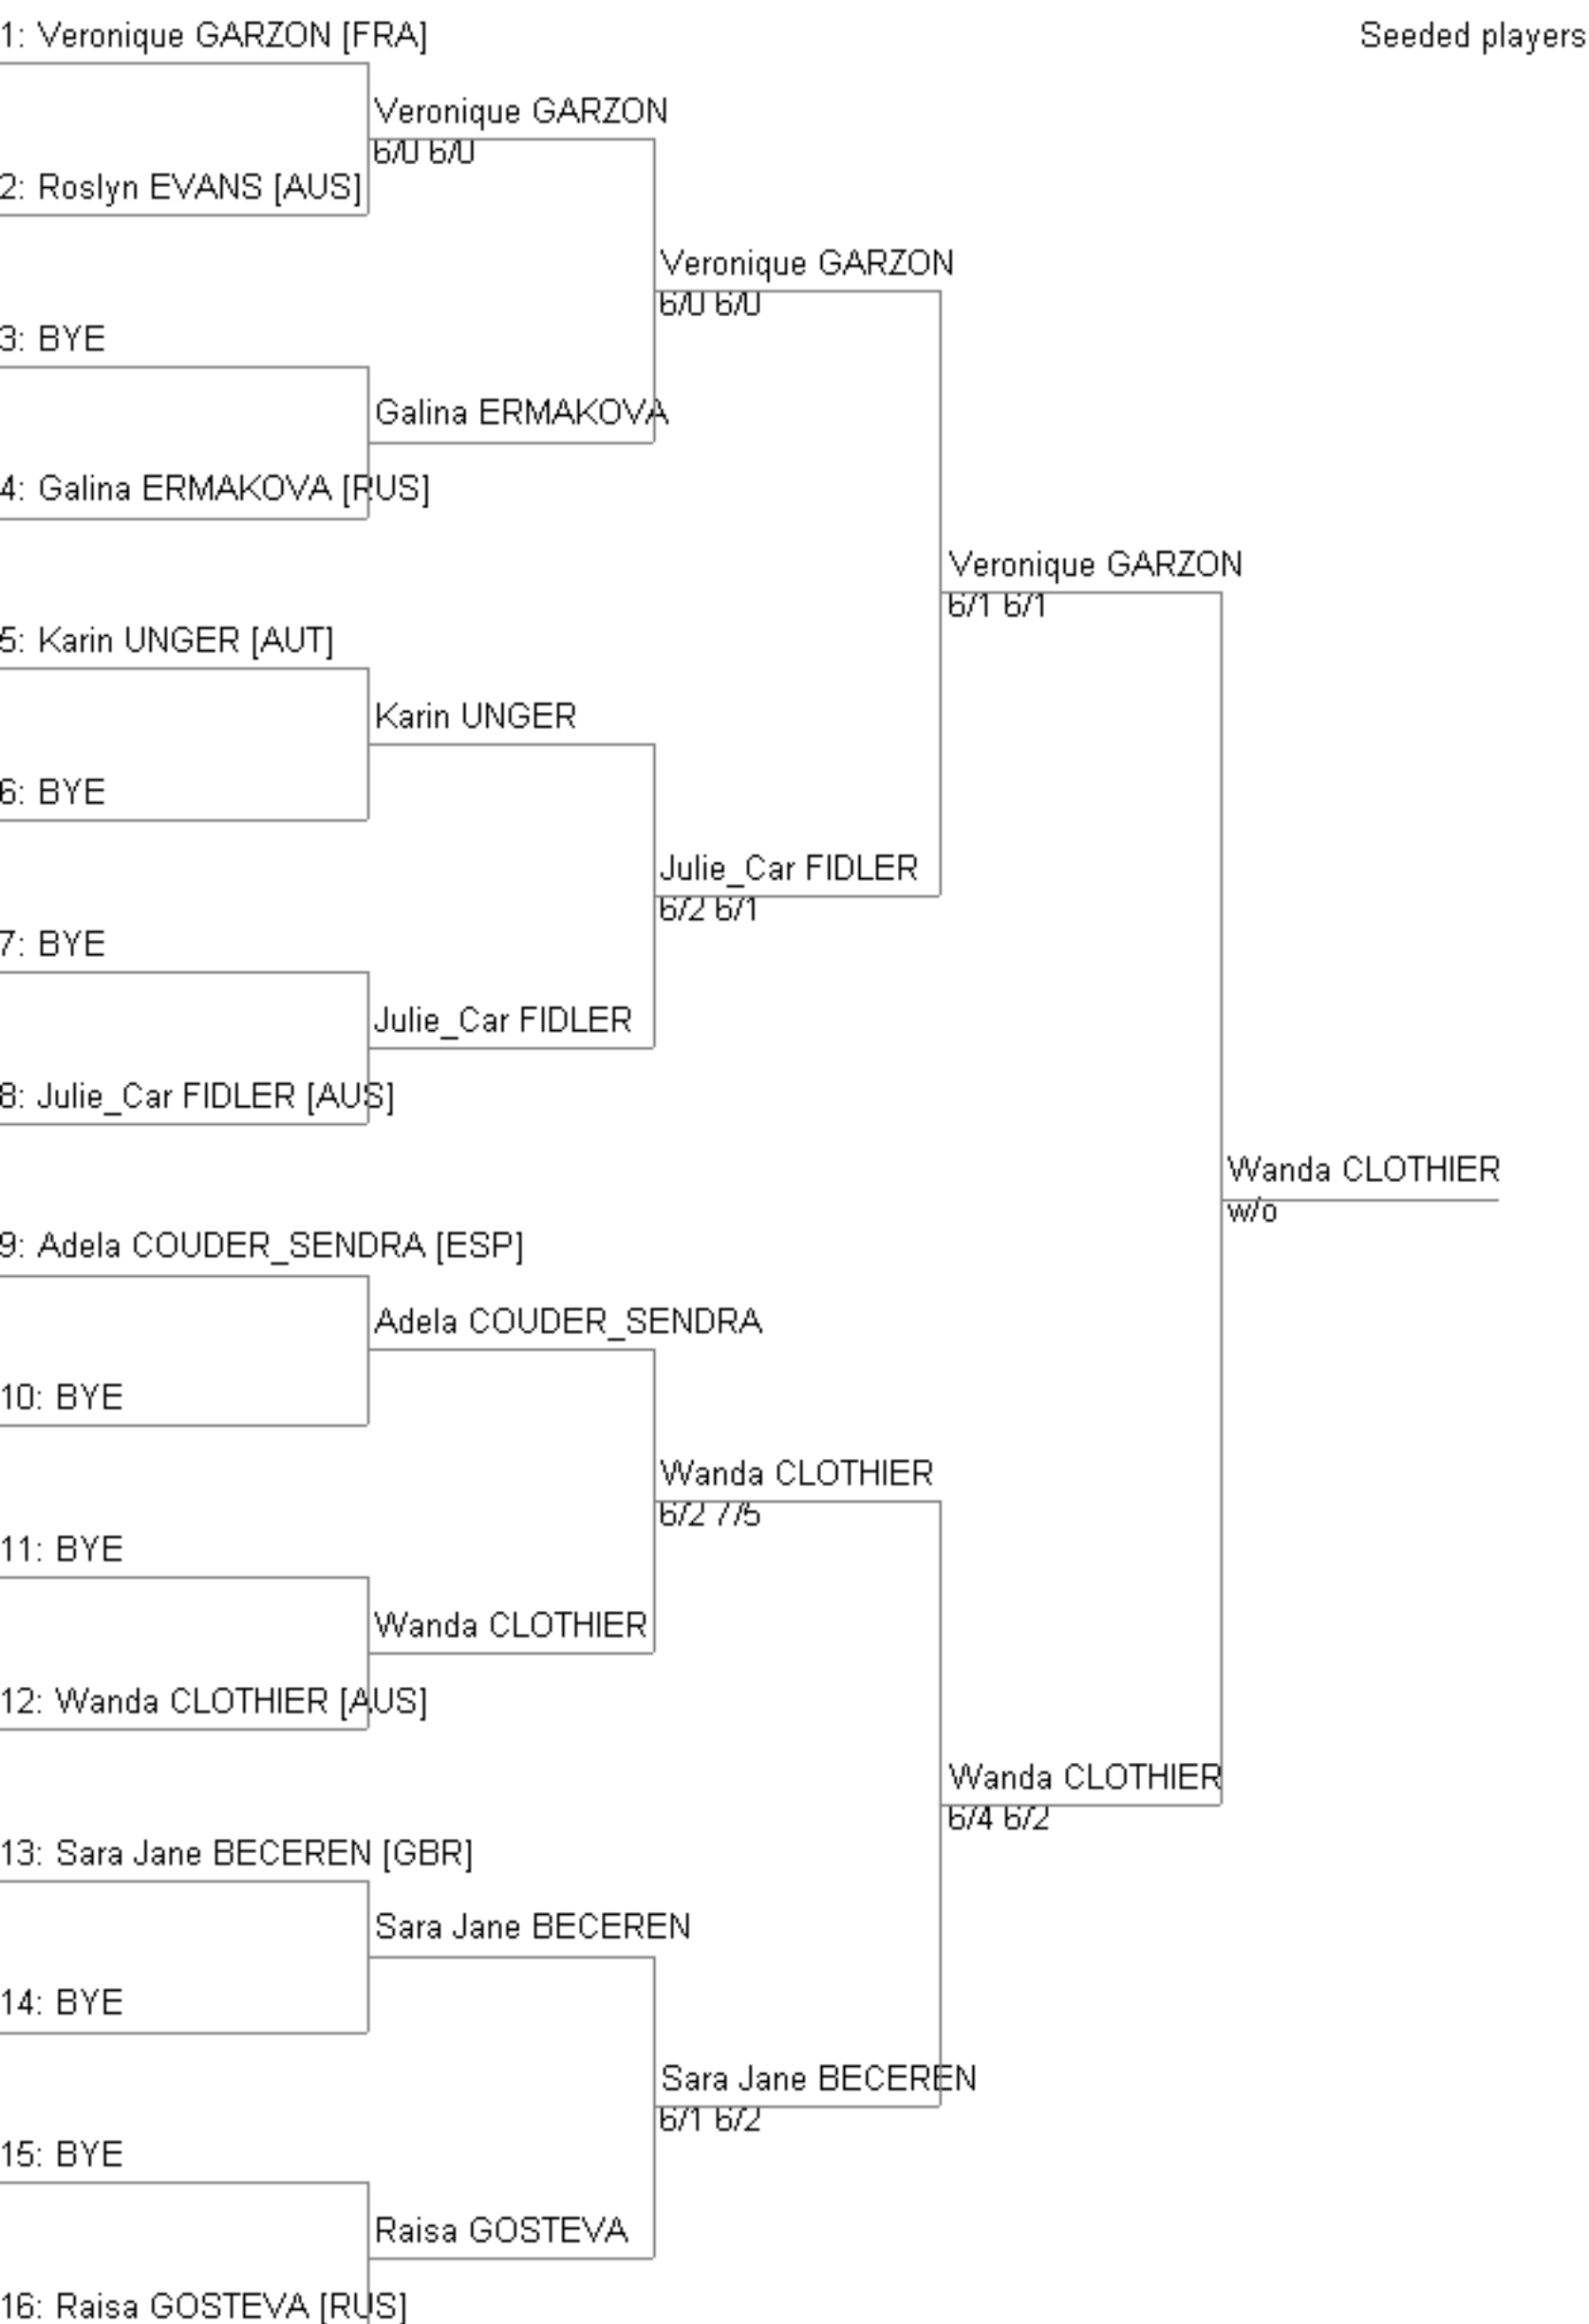 1: Veronique GARZON [FRA]
Seeded players
Veronique GARZON
6/0 6/0
2: Roslyn EVANS [AUS]
Veronique GARZON
6/0 6/0
3: BYE
Galina ERMAKOVA
4: Galina ERMAKOVA [RUS]
Veronique GARZON
6/1 6/1
5: Karin UNGER [AUT]
Karin UNGER
6: BYE
Julie_Car FIDLER
6/2 6/1
7: BYE
Julie_Car FIDLER
8: Julie_Car FIDLER [AUS]
Wanda CLOTHIER
w/o
9: Adela COUDER_SENDRA [ESP]
Adela COUDER_SENDRA
10: BYE
Wanda CLOTHIER
6/2 7/5
11: BYE
Wanda CLOTHIER
12: Wanda CLOTHIER [AUS]
Wanda CLOTHIER
6/4 6/2
13: Sara Jane BECEREN [GBR]
Sara Jane BECEREN
14: BYE
Sara Jane BECEREN
6/1 6/2
15: BYE
Raisa GOSTEVA
16: Raisa GOSTEVA [RUS]